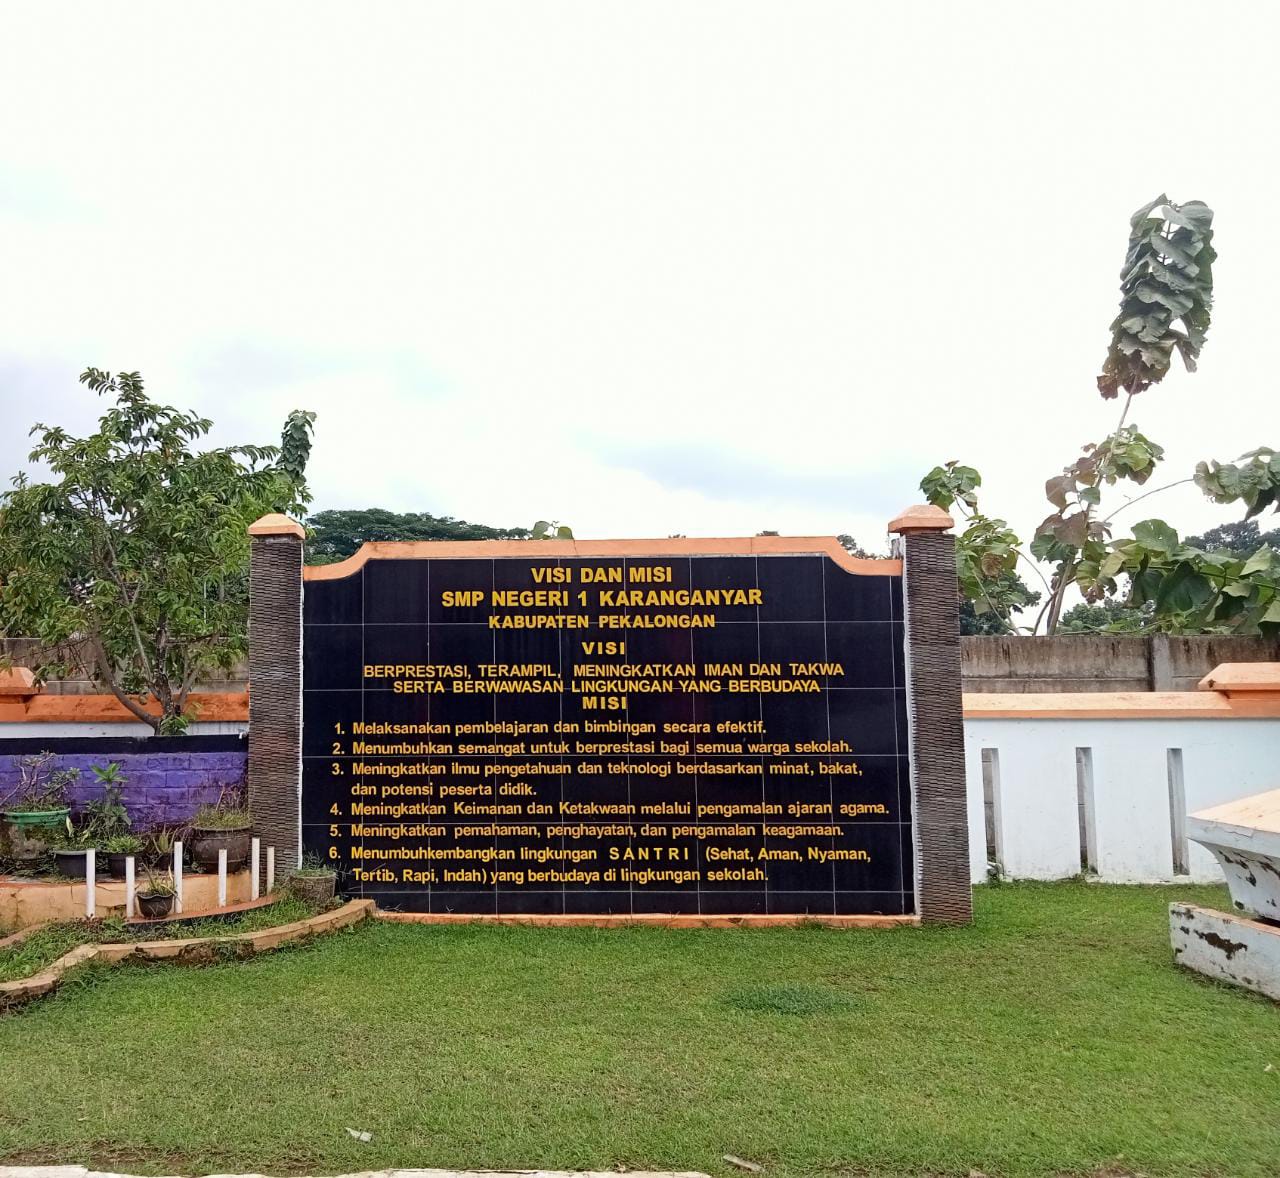 VISI DAN MISI
SMP NEGERI 1 KARANGANYAR
KABUPATEN PEKALONGAN
VISI
BERPRESTASI, TERAMPIL, MENINGKATKAN IMAN DAN TAKWA
SERTA BERWAWASAN LINGKUNGAN YANG BERBUDAYA
MISI
1. Melaksanakan pembelajaran dan bimbingan secara efektif.
2. Menumbuhkan semangat untuk berprestasi bagi semua warga sekolah.
3. Meningkatkan ilmu pengetahuan dan teknologi berdasarkan minat, bakat,
dan potensi peserta didik.
4. Meningkatkan Keimanan dan Ketakwaan melalui pengamalan ajaran agama.
5. Meningkatkan pemahaman, penghayatan, dan pengamalan keagamaan.
6. Menumbuhkembangkan lingkungan SANTRI (Sehat, Aman, Nyaman,
Tertib, Rapi, Indah) yang berbudaya di lingkungan sekolah.